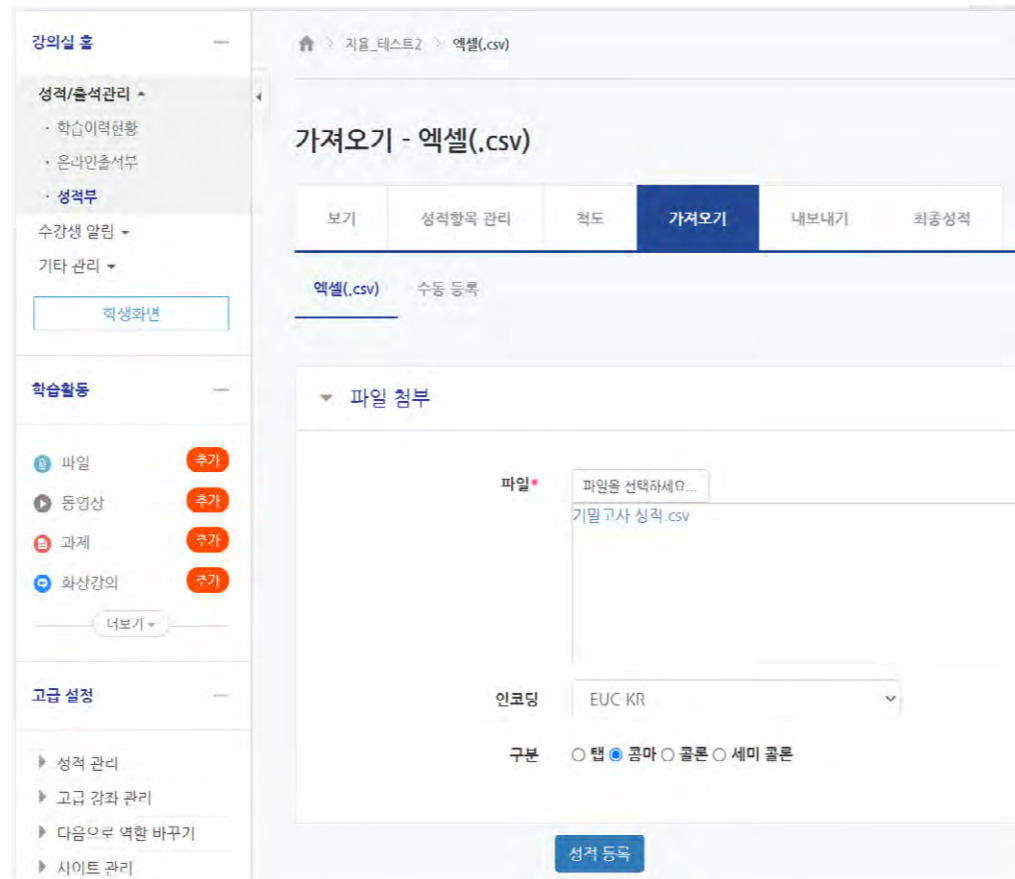 강의실 홈
성적/출석관리
· 학습이력현황
· 온라인출석부
· 성적부
수강생 알림
기타 관리
학생화면
학습활동
파일 추가
동영상 추가
과제 추가
화상강의 추가
더보기
고급 설정
성적 관리
고급 강좌 관리
다음으로 역할 바꾸기
사이트 관리
지율_테스트2 > 엑셀(.csv)
가져오기 - 엑셀(.csv)
보기 성적항목 관리 척도 가져오기 내보내기 최종성적
엑셀(.csv) 수동 등록
파일 첨부
파일* 파일을 선택하세요...
기말고사 성적.csv
인코딩 EUC-KR
구분 탭 콤마 콜론 세미 콜론
성적 등록